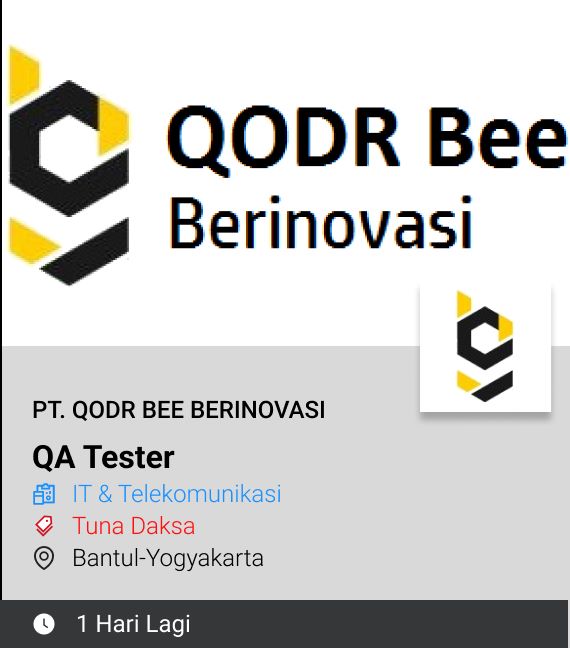 QODR Bee
Berinovasi
PT. QODR BEE BERINOVASI
QA Tester
IT & Telekomunikasi
Tuna Daksa
Bantul-Yogyakarta
1 Hari Lagi